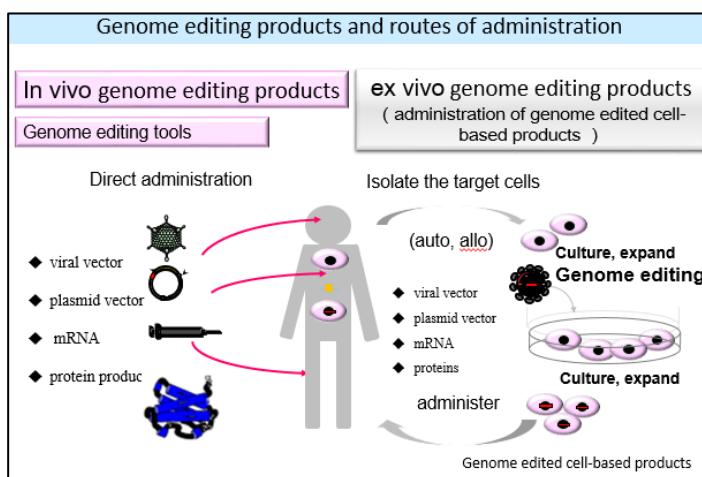 Genome editing products and routes of administration
In vivo genome editing products
Genome editing tools
ex vivo genome editing products
( administration of genome edited cell-
based products )
Direct administration
◆ viral vector
◆ plasmid vector
◆ mRNA
◆ protein produc
Isolate the target cells
(auto, allo)
Culture, expand
Genome editing
◆ viral vector
◆ plasmid vector
◆ mRNA
◆ proteins
Culture, expand
administer
Genome edited cell-based products